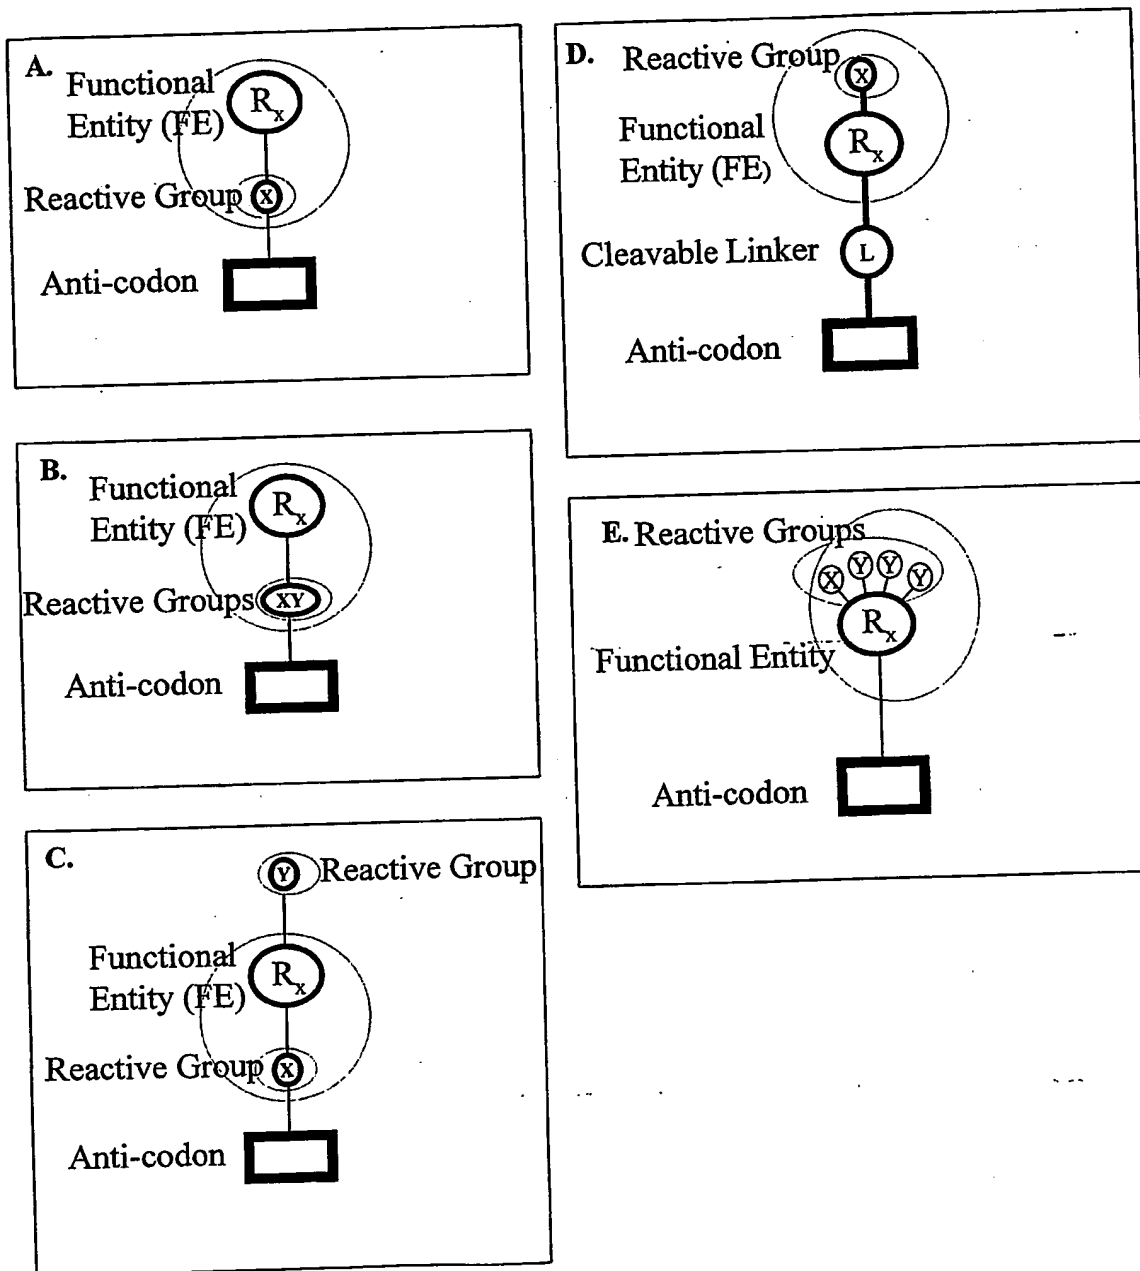 A.
Functional
Entity (FE)
Rx
Reactive Group
X
Anti-codon
B.
Functional
Entity (FE)
Rx
Reactive Groups
XY
Anti-codon
C.
Y
Reactive Group
Functional
Entity (FE)
Rx
Reactive Group
X
Anti-codon
D.
Reactive Group
X
Functional
Entity (FE)
Rx
Cleavable Linker
L
Anti-codon
E. Reactive Groups
X Y Y Y
Rx
Functional Entity
Anti-codon